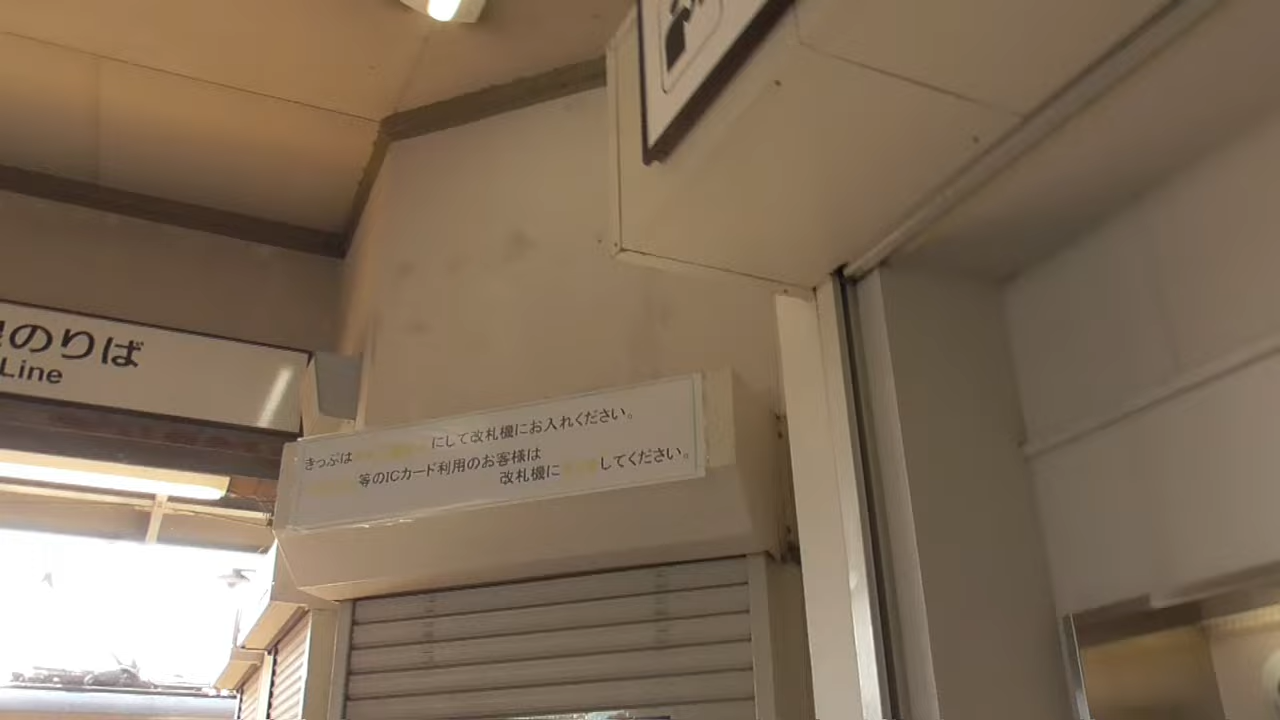 のりば
Line
きっぷは にして改札機にお入れください。
等のICカード利用のお客様は
改札機に してください。